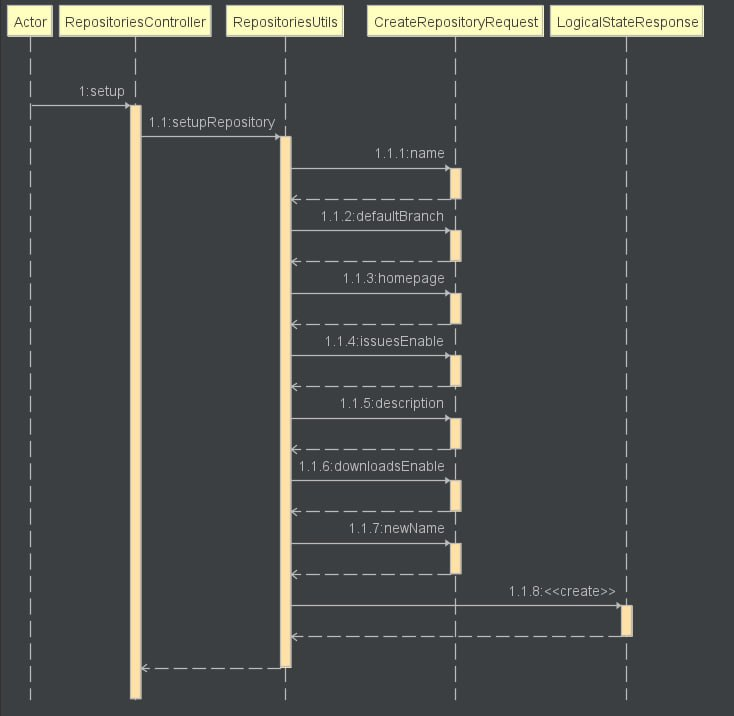 Actor
RepositoriesController
RepositoriesUtils
CreateRepositoryRequest
LogicalStateResponse
1:setup
1.1:setupRepository
1.1.1:name
1.1.2:defaultBranch
1.1.3:homepage
1.1.4:issuesEnable
1.1.5:description
1.1.6:downloadsEnable
1.1.7:newName
1.1.8:<<create>>